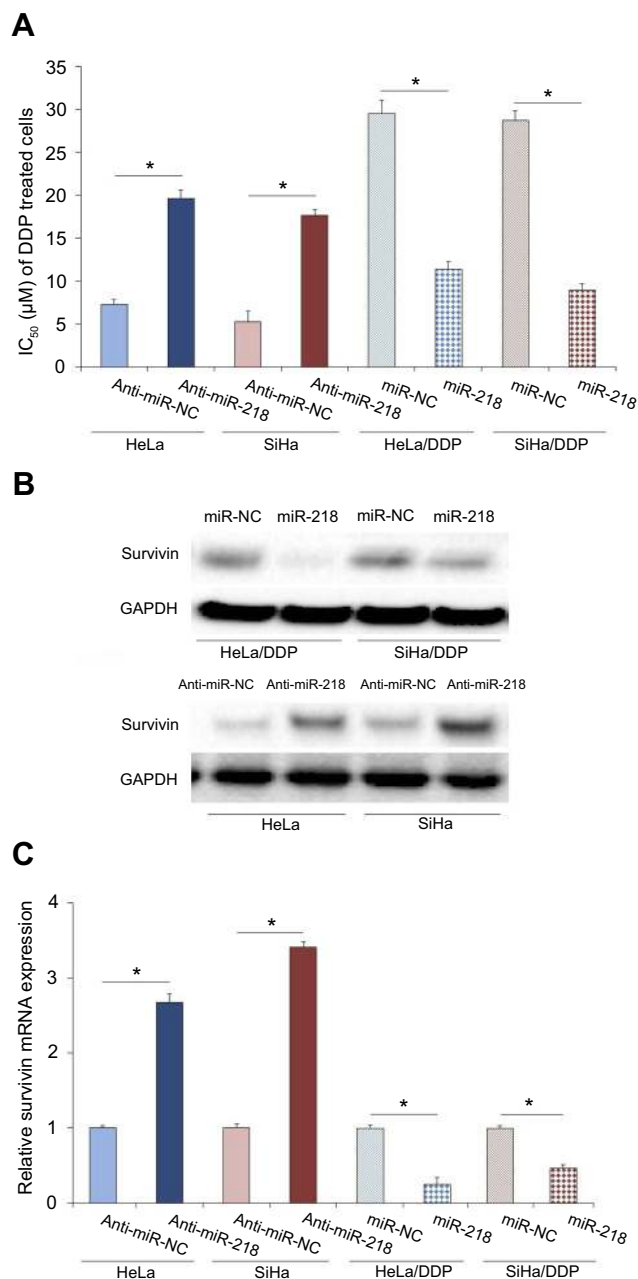 A
IC50 (µM) of DDP treated cells
35
30
25
20
15
10
5
0
* * * *
Anti-miR-NC Anti-miR-218 Anti-miR-NC Anti-miR-218 miR-NC miR-218 miR-NC miR-218
HeLa SiHa HeLa/DDP SiHa/DDP
B
miR-NC miR-218 miR-NC miR-218
Survivin
GAPDH
HeLa/DDP SiHa/DDP
Anti-miR-NC Anti-miR-218 Anti-miR-NC Anti-miR-218
Survivin
GAPDH
HeLa SiHa
C
Relative survivin mRNA expression
4
3
2
1
0
* * * *
Anti-miR-NC Anti-miR-218 Anti-miR-NC Anti-miR-218 miR-NC miR-218 miR-NC miR-218
HeLa SiHa HeLa/DDP SiHa/DDP